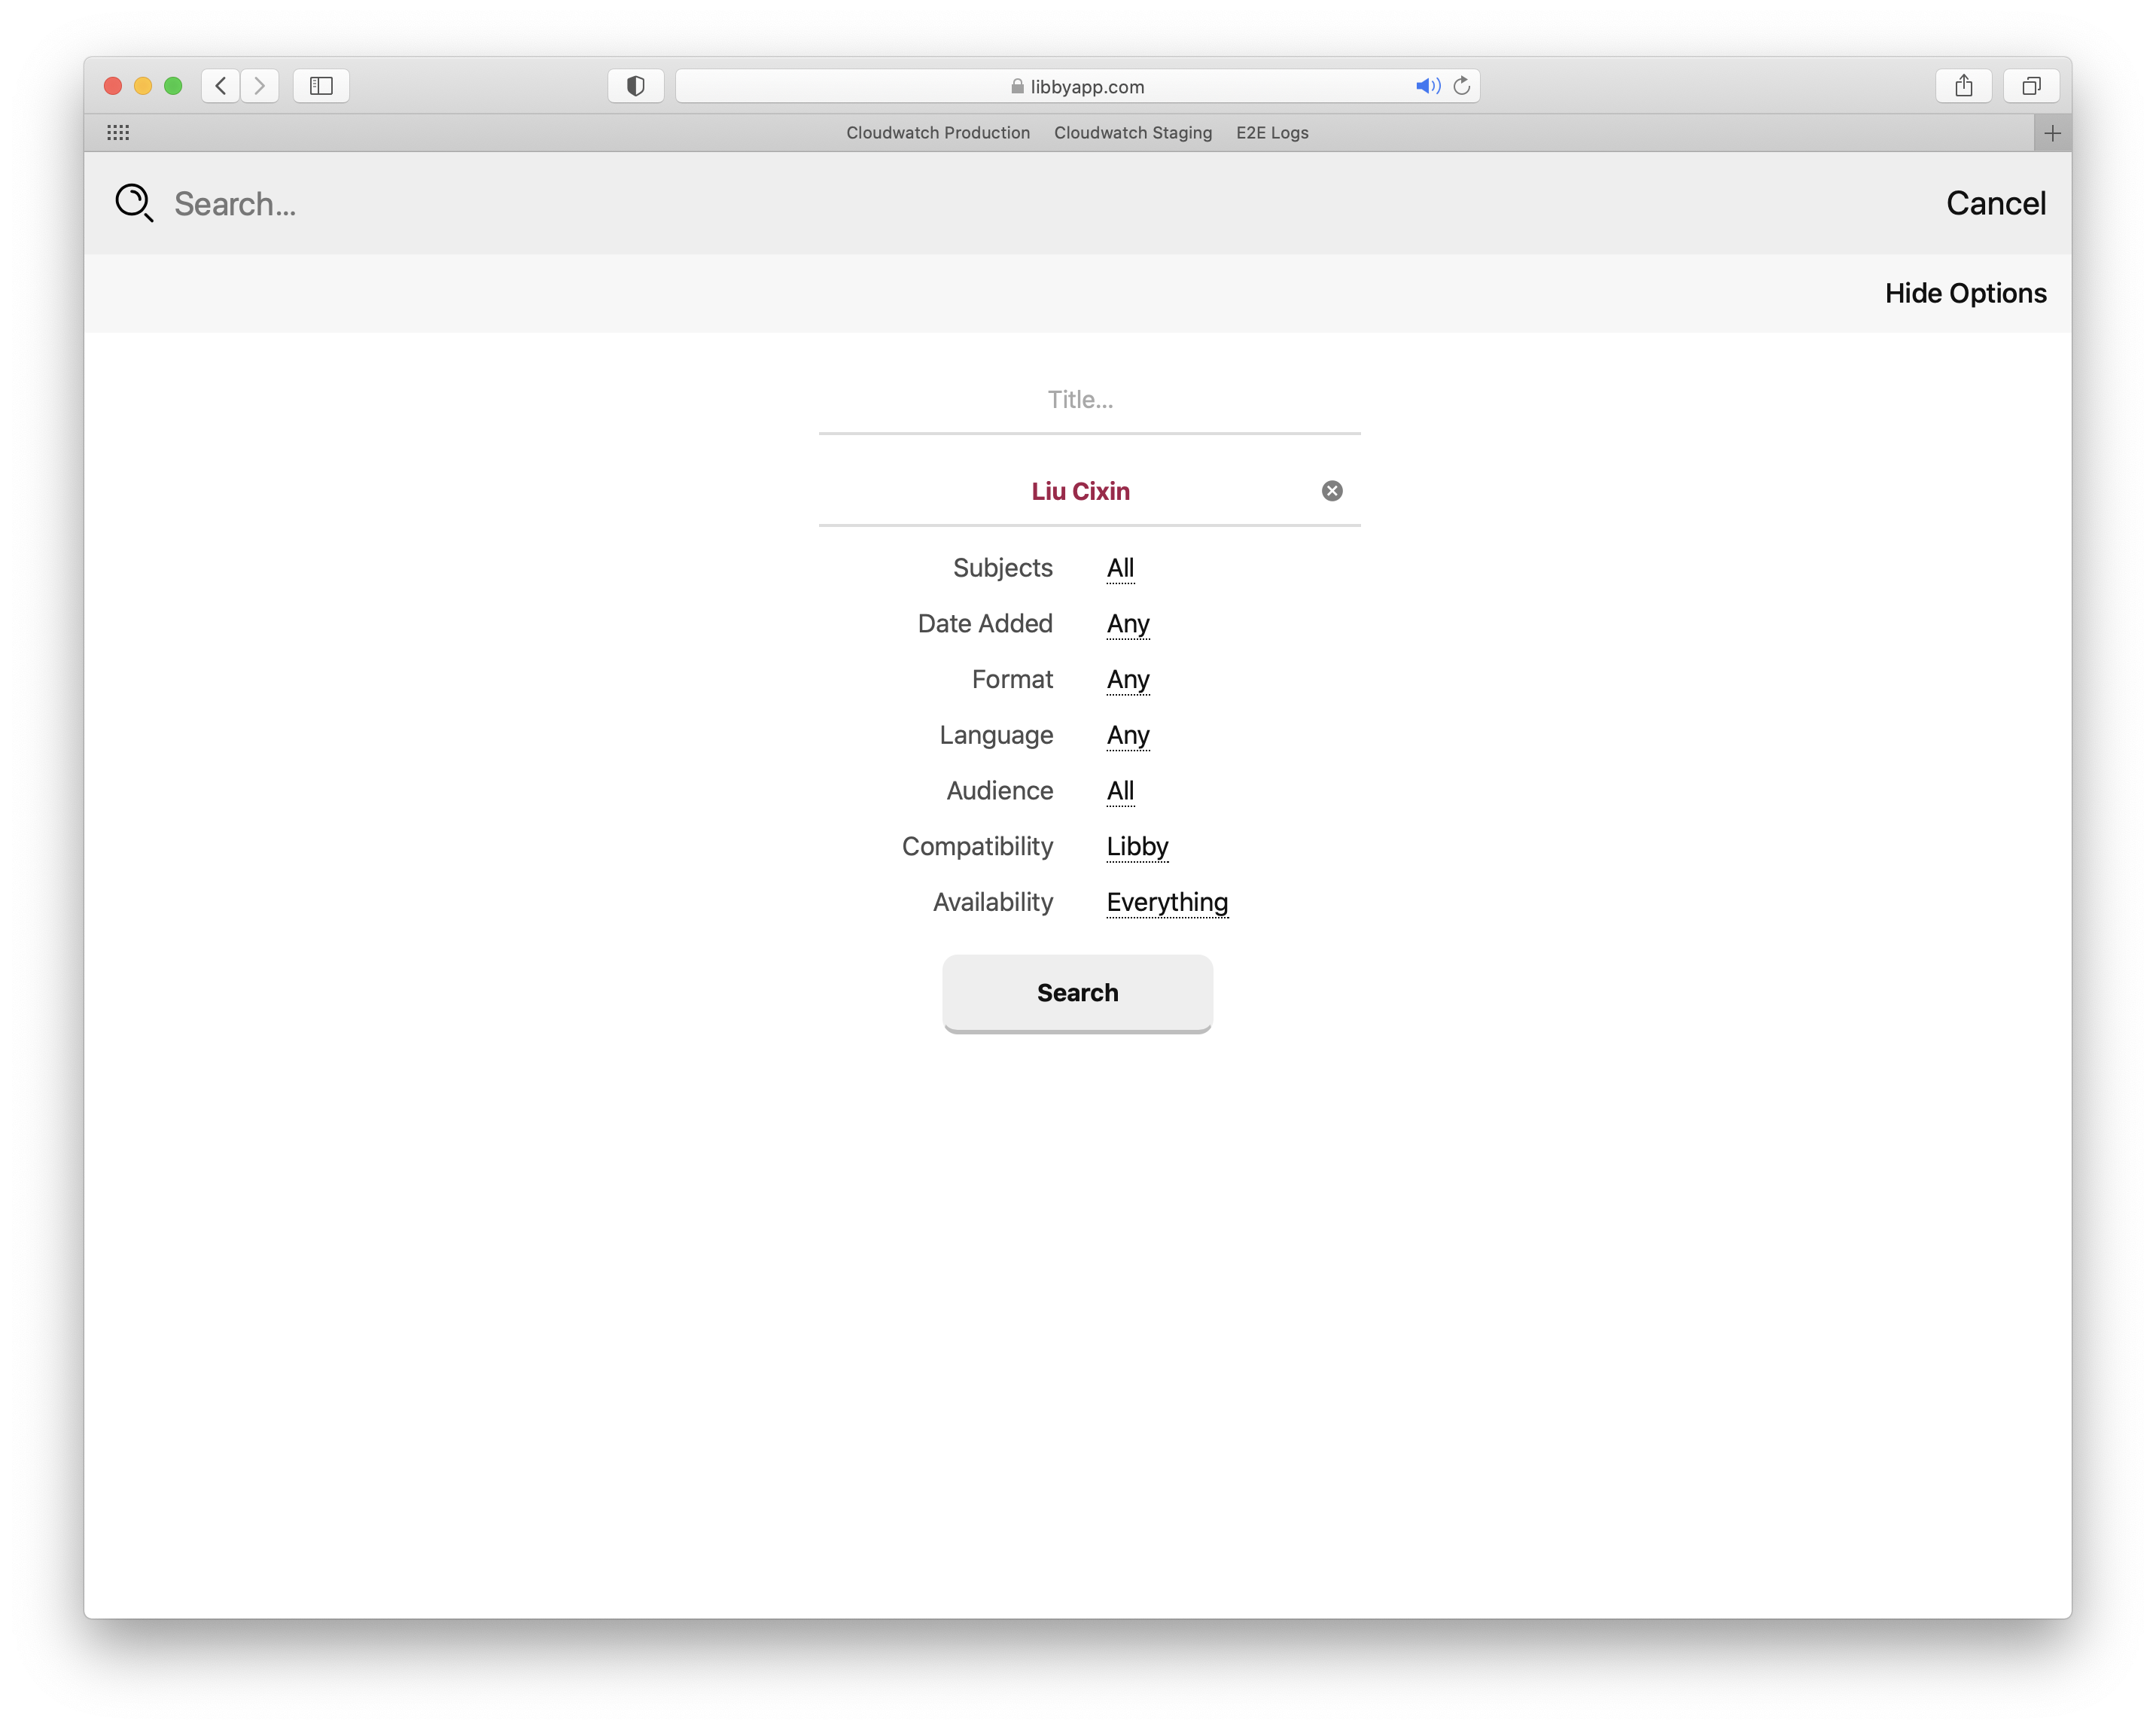 libbyapp.com
Cloudwatch Production Cloudwatch Staging E2E Logs
Search... Cancel
Hide Options
Title...
Liu Cixin
Subjects All
Date Added Any
Format Any
Language Any
Audience All
Compatibility Libby
Availability Everything
Search